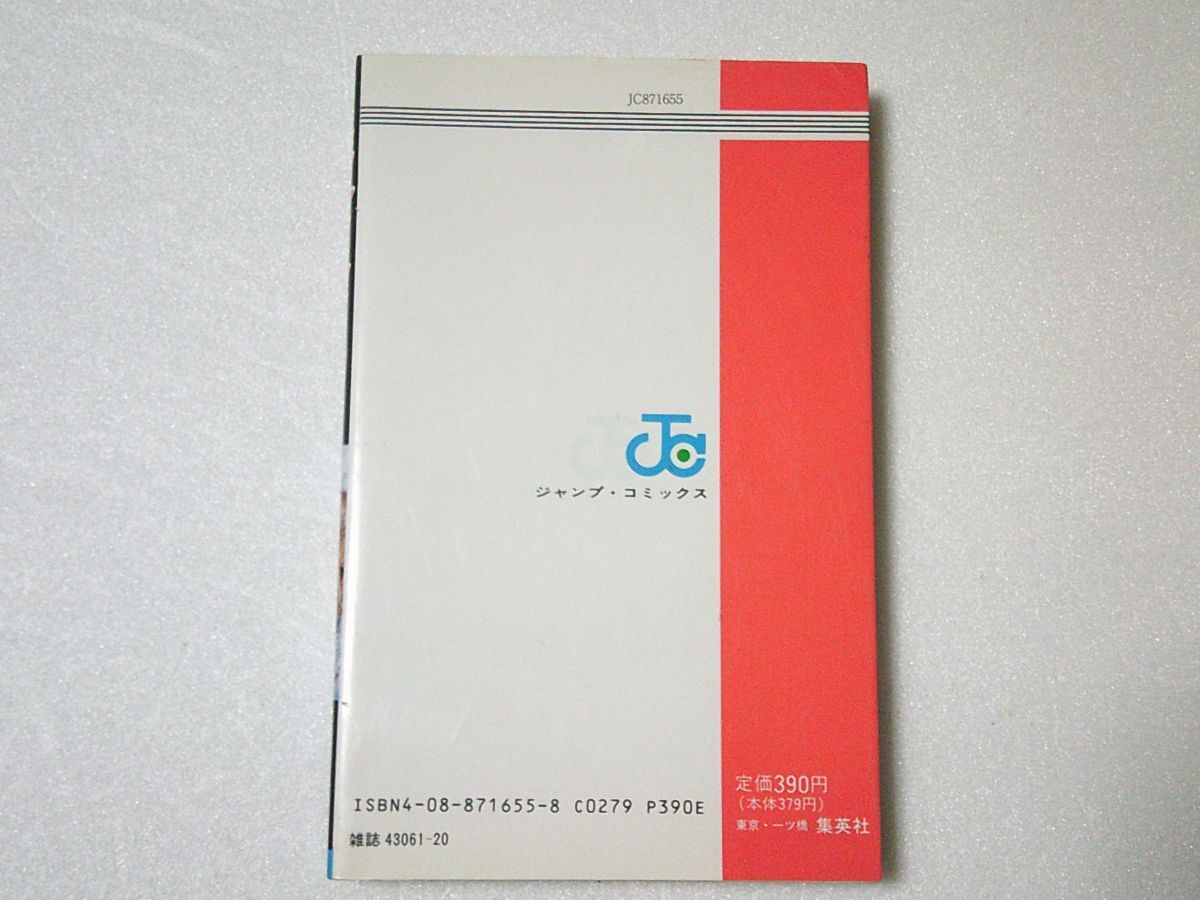 JC871655
JC
ジャンプ・コミックス
定価390円
(本体379円)
東京・一ツ橋 集英社
ISBN4-08-871655-8 C0279 P390E
雑誌 43061-20